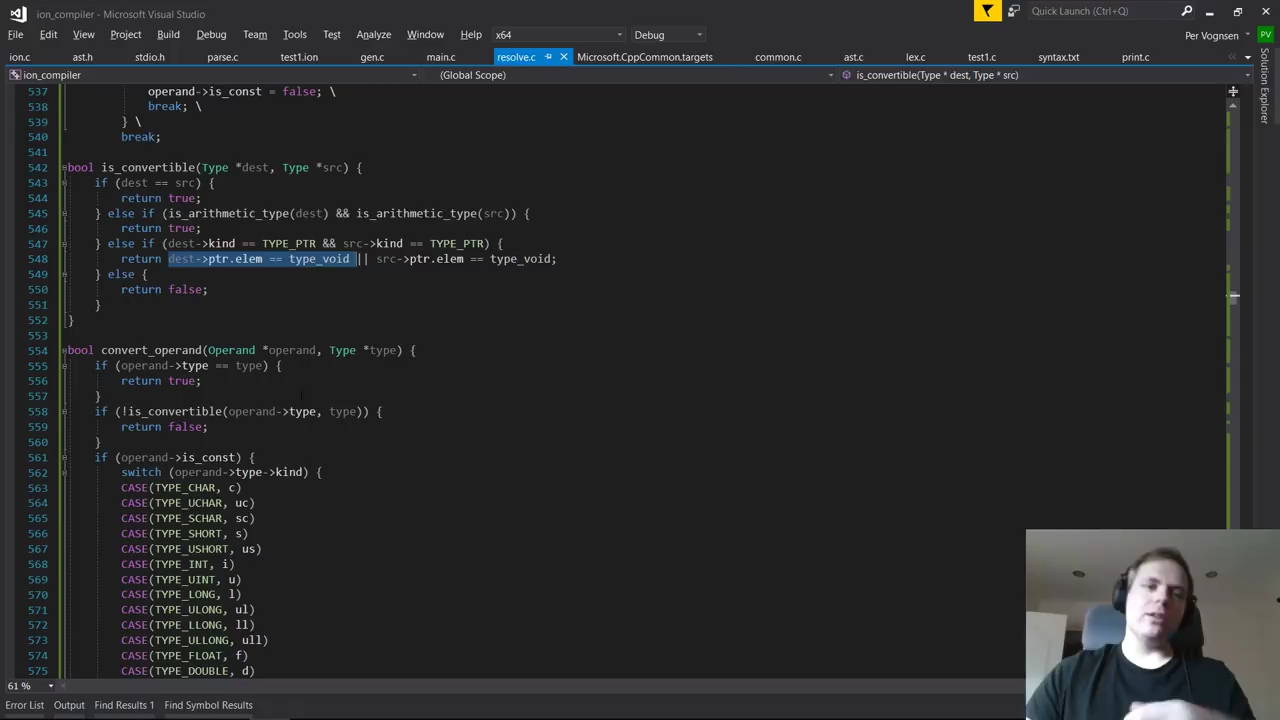 ion_compiler - Microsoft Visual Studio
Quick Launch (Ctrl+Q)
File Edit View Project Build Debug Team Tools Test Analyze Window Help x64 Debug Per Vognsen PV
ion.c ast.h stdio.h parse.c test1.ion gen.c main.c resolve.c Microsoft.CppCommon.targets common.c ast.c lex.c test1.c syntax.txt print.c
ion_compiler (Global Scope) is_convertible(Type * dest, Type * src)
Solution Explorer
537 operand->is_const = false; \
538 break; \
539 } \
540 break;
541
542 bool is_convertible(Type *dest, Type *src) {
543 if (dest == src) {
544 return true;
545 } else if (is_arithmetic_type(dest) && is_arithmetic_type(src)) {
546 return true;
547 } else if (dest->kind == TYPE_PTR && src->kind == TYPE_PTR) {
548 return dest->ptr.elem == type_void || src->ptr.elem == type_void;
549 } else {
550 return false;
551 }
552 }
553
554 bool convert_operand(Operand *operand, Type *type) {
555 if (operand->type == type) {
556 return true;
557 }
558 if (!is_convertible(operand->type, type)) {
559 return false;
560 }
561 if (operand->is_const) {
562 switch (operand->type->kind) {
563 CASE(TYPE_CHAR, c)
564 CASE(TYPE_UCHAR, uc)
565 CASE(TYPE_SCHAR, sc)
566 CASE(TYPE_SHORT, s)
567 CASE(TYPE_USHORT, us)
568 CASE(TYPE_INT, i)
569 CASE(TYPE_UINT, u)
570 CASE(TYPE_LONG, l)
571 CASE(TYPE_ULONG, ul)
572 CASE(TYPE_LLONG, ll)
573 CASE(TYPE_ULLONG, ull)
574 CASE(TYPE_FLOAT, f)
575 CASE(TYPE_DOUBLE, d)
61 %
Error List Output Find Results 1 Find Symbol Results